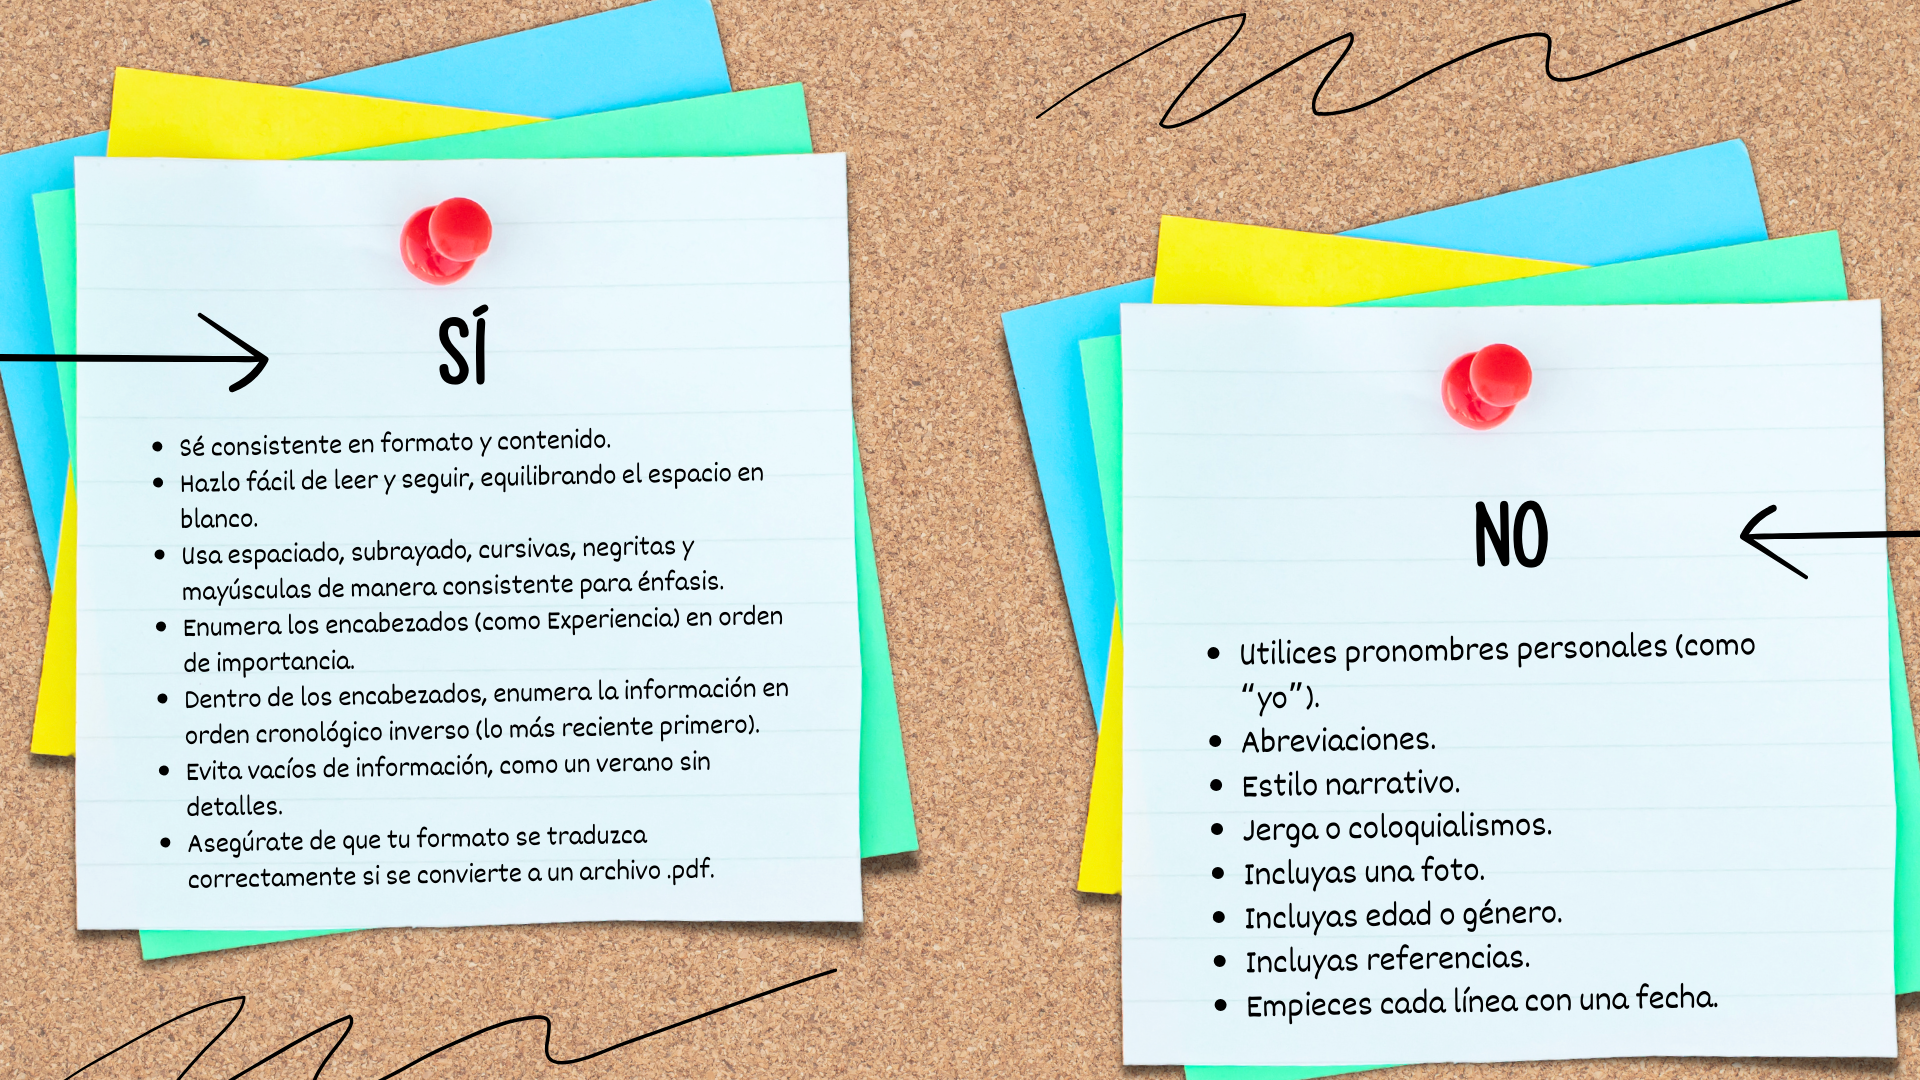 SÍ
• Sé consistente en formato y contenido.
• Hazlo fácil de leer y seguir, equilibrando el espacio en
blanco.
• Usa espaciado, subrayado, cursivas, negritas y
mayúsculas de manera consistente para énfasis.
• Enumera los encabezados (como Experiencia) en orden
de importancia.
• Dentro de los encabezados, enumera la información en
orden cronológico inverso (lo más reciente primero).
• Evita vacíos de información, como un verano sin
detalles.
• Asegúrate de que tu formato se traduzca
correctamente si se convierte a un archivo .pdf.
NO
• Utilices pronombres personales (como
“yo”).
• Abreviaciones.
• Estilo narrativo.
• Jerga o coloquialismos.
• Incluyas una foto.
• Incluyas edad o género.
• Incluyas referencias.
• Empieces cada línea con una fecha.